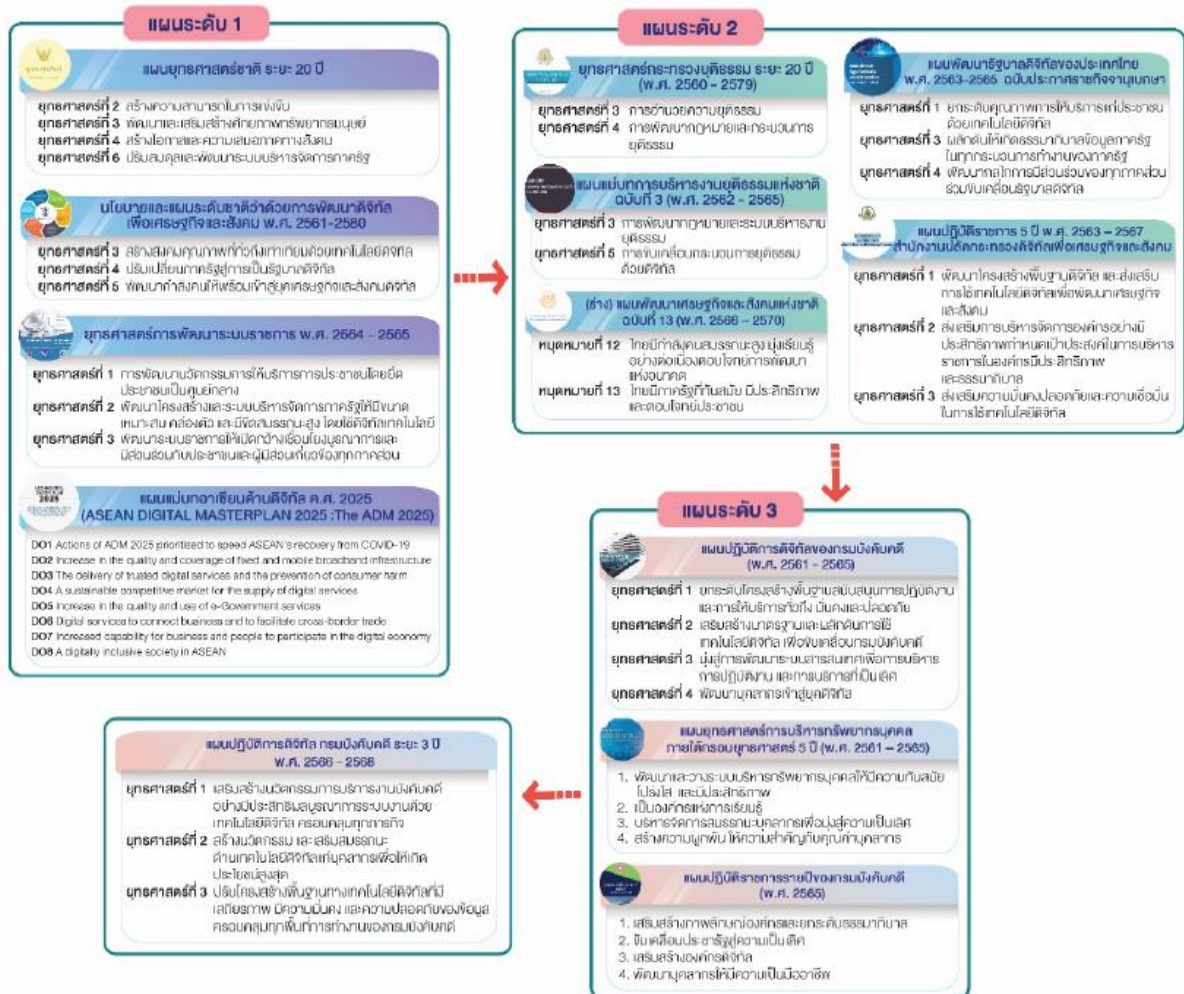 แผนระดับ 1
แผนยุทธศาสตร์ชาติ ระยะ 20 ปี
ยุทธศาสตร์ที่ 2 สร้างความสามารถในการแข่งขัน
ยุทธศาสตร์ที่ 3 พัฒนาและเสริมสร้างศักยภาพทรัพยากรมนุษย์
ยุทธศาสตร์ที่ 4 สร้างโอกาสและความเสมอภาคทางสังคม
ยุทธศาสตร์ที่ 6 ปรับสมดุลและพัฒนาระบบบริหารจัดการภาครัฐ
นโยบายและแผนระดับชาติว่าด้วยการพัฒนาดิจิทัล
เพื่อเศรษฐกิจและสังคม พ.ศ. 2561-2580
ยุทธศาสตร์ที่ 3 สร้างสังคมคุณภาพที่ทั่วถึงเท่าเทียมด้วยเทคโนโลยีดิจิทัล
ยุทธศาสตร์ที่ 4 ปรับเปลี่ยนภาครัฐสู่การเป็นรัฐบาลดิจิทัล
ยุทธศาสตร์ที่ 5 พัฒนากำลังคนให้พร้อมเข้าสู่ยุคเศรษฐกิจและสังคมดิจิทัล
ยุทธศาสตร์การพัฒนาระบบราชการ พ.ศ. 2564 - 2565
ยุทธศาสตร์ที่ 1 การพัฒนานวัตกรรมการให้บริการการประชาชนโดยยึด
ประชาชนเป็นศูนย์กลาง
ยุทธศาสตร์ที่ 2 พัฒนาโครงสร้างและระบบบริหารจัดการภาครัฐให้มีขนาด
เหมาะสม คล่องตัว และมีขีดสมรรถนะสูง โดยใช้ดิจิทัลเทคโนโลยี
ยุทธศาสตร์ที่ 3 พัฒนาระบบราชการให้เปิดกว้างเชื่อมโยงบูรณาการและ
มีส่วนร่วมกับประชาชนและผู้มีส่วนเกี่ยวข้องทุกภาคส่วน
2025
แผนแม่บทอาเซียนด้านดิจิทัล ค.ศ. 2025
(ASEAN DIGITAL MASTERPLAN 2025 :The ADM 2025)
DO1 Actions of ADM 2025 prioritised to speed ASEAN's recovery from COVID-19
DO2 Increase in the quality and coverage of fixed and mobile broadband infrastructure
DO3 The delivery of trusted digital services and the prevention of consumer harm
DO4 A sustainable competitive market for the supply of digital services
DO5 Increase in the quality and use of e-Government services
DO6 Digital services to connect business and to facilitate cross-border trade
DO7 Increased capability for business and people to participate in the digital economy
DO8 A digitally inclusive society in ASEAN
แผนระดับ 2
ยุทธศาสตร์กระทรวงยุติธรรม ระยะ 20 ปี
(พ.ศ. 2560 - 2579)
ยุทธศาสตร์ที่ 3 การอำนวยความยุติธรรม
ยุทธศาสตร์ที่ 4 การพัฒนากฎหมายและกระบวนการ
ยุติธรรม
แผนแม่บทการบริหารงานยุติธรรมแห่งชาติ
ฉบับที่ 3 (พ.ศ. 2562 - 2565)
ยุทธศาสตร์ที่ 3 การพัฒนากฎหมายและระบบบริหารงาน
ยุติธรรม
ยุทธศาสตร์ที่ 5 การขับเคลื่อนกระบวนการยุติธรรม
ด้วยดิจิทัล
(ร่าง) แผนพัฒนาเศรษฐกิจและสังคมแห่งชาติ
ฉบับที่ 13 (พ.ศ. 2566 - 2570)
หมุดหมายที่ 12 ไทยมีกำลังคนสมรรถนะสูง มุ่งเรียนรู้
อย่างต่อเนื่องตอบโจทย์การพัฒนา
แห่งอนาคต
หมุดหมายที่ 13 ไทยมีภาครัฐที่ทันสมัย มีประสิทธิภาพ
และตอบโจทย์ประชาชน
แผนพัฒนารัฐบาลดิจิทัลของประเทศไทย
พ.ศ. 2563-2565 ฉบับประกาศราชกิจจานุเบกษา
ยุทธศาสตร์ที่ 1 ยกระดับคุณภาพการให้บริการแก่ประชาชน
ด้วยเทคโนโลยีดิจิทัล
ยุทธศาสตร์ที่ 3 ผลักดันให้เกิดธรรมาภิบาลข้อมูลภาครัฐ
ในทุกกระบวนการทำงานของภาครัฐ
ยุทธศาสตร์ที่ 4 พัฒนากลไกการมีส่วนร่วมของทุกภาคส่วน
ร่วมขับเคลื่อนรัฐบาลดิจิทัล
แผนปฏิบัติราชการ 5 ปี พ.ศ. 2563 – 2567
สำนักงานปลัดกระทรวงดิจิทัลเพื่อเศรษฐกิจและสังคม
ยุทธศาสตร์ที่ 1 พัฒนาโครงสร้างพื้นฐานดิจิทัล และส่งเสริม
การใช้เทคโนโลยีดิจิทัลเพื่อพัฒนาเศรษฐกิจ
และสังคม
ยุทธศาสตร์ที่ 2 ส่งเสริมการบริหารจัดการองค์กรอย่างมี
ประสิทธิภาพกำหนดเป้าประสงค์ในการบริหาร
ราชการในองค์กรมีประสิทธิภาพ
และธรรมาภิบาล
ยุทธศาสตร์ที่ 3 ส่งเสริมความมั่นคงปลอดภัยและความเชื่อมั่น
ในการใช้เทคโนโลยีดิจิทัล
แผนระดับ 3
แผนปฏิบัติการดิจิทัลของกรมบังคับคดี
(พ.ศ. 2561 - 2565)
ยุทธศาสตร์ที่ 1 ยกระดับโครงสร้างพื้นฐานสนับสนุนการปฏิบัติงาน
และการให้บริการทั่วถึง มั่นคงและปลอดภัย
ยุทธศาสตร์ที่ 2 เสริมสร้างมาตรฐานและผลักดันการใช้
เทคโนโลยีดิจิทัล เพื่อขับเคลื่อนกรมบังคับคดี
ยุทธศาสตร์ที่ 3 มุ่งสู่การพัฒนาระบบสารสนเทศเพื่อการบริหาร
การปฏิบัติงาน และการบริการที่เป็นเลิศ
ยุทธศาสตร์ที่ 4 พัฒนาบุคลากรเข้าสู่ยุคดิจิทัล
แผนยุทธศาสตร์การบริหารทรัพยากรบุคคล
ภายใต้กรอบยุทธศาสตร์ 5 ปี (พ.ศ. 2561 – 2565)
1. พัฒนาและวางระบบบริหารทรัพยากรบุคคลให้มีความทันสมัย
โปร่งใส และมีประสิทธิภาพ
2. เป็นองค์กรแห่งการเรียนรู้
3. บริหารจัดการสมรรถนะบุคลากรเพื่อมุ่งสู่ความเป็นเลิศ
4. สร้างความผูกพัน ให้ความสำคัญกับคุณค่าบุคลากร
แผนปฏิบัติราชการรายปีของกรมบังคับคดี
(พ.ศ. 2565)
1. เสริมสร้างภาพลักษณ์องค์กรและยกระดับธรรมาภิบาล
2. ขับเคลื่อนประชารัฐสู่ความเป็นเลิศ
3. เสริมสร้างองค์กรดิจิทัล
4. พัฒนาบุคลากรให้มีความเป็นมืออาชีพ
แผนปฏิบัติการดิจิทัล กรมบังคับคดี ระยะ 3 ปี
พ.ศ. 2566 - 2568
ยุทธศาสตร์ที่ 1 เสริมสร้างนวัตกรรมการบริการงานบังคับคดี
อย่างมีประสิทธิผลบูรณาการระบบงานด้วย
เทคโนโลยีดิจิทัล ครอบคลุมทุกภารกิจ
ยุทธศาสตร์ที่ 2 สร้างนวัตกรรม และเสริมสมรรถนะ
ด้านเทคโนโลยีดิจิทัลแก่บุคลากรเพื่อให้เกิด
ประโยชน์สูงสุด
ยุทธศาสตร์ที่ 3 ปรับโครงสร้างพื้นฐานทางเทคโนโลยีดิจิทัลที่มี
เสถียรภาพ มีความมั่นคง และความปลอดภัยของข้อมูล
ครอบคลุมทุกพื้นที่การทำงานของกรมบังคับคดี